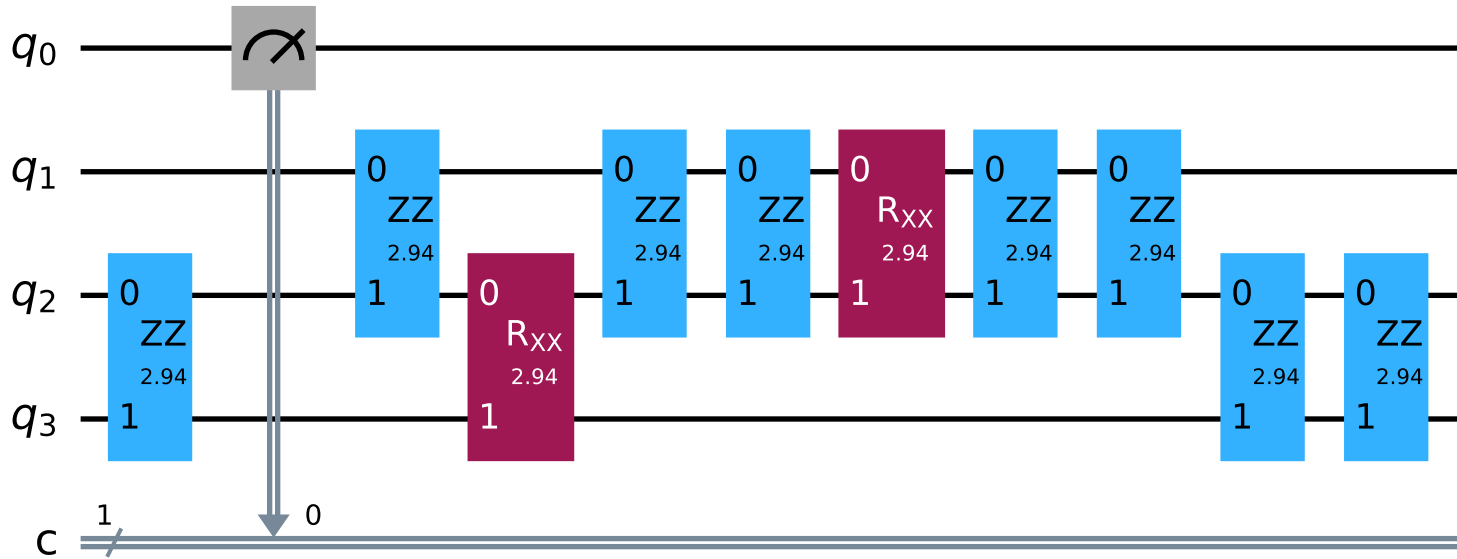 q0
0 0 0 0 0 0
q1
ZZ ZZ ZZ RXX ZZ ZZ
2.94 2.94 2.94 2.94 2.94 2.94
q2
0 1 0 1 1 1 1 1 0 0
ZZ RXX ZZ ZZ
2.94 2.94 2.94 2.94
q3
1 1 1 1
1 0
c